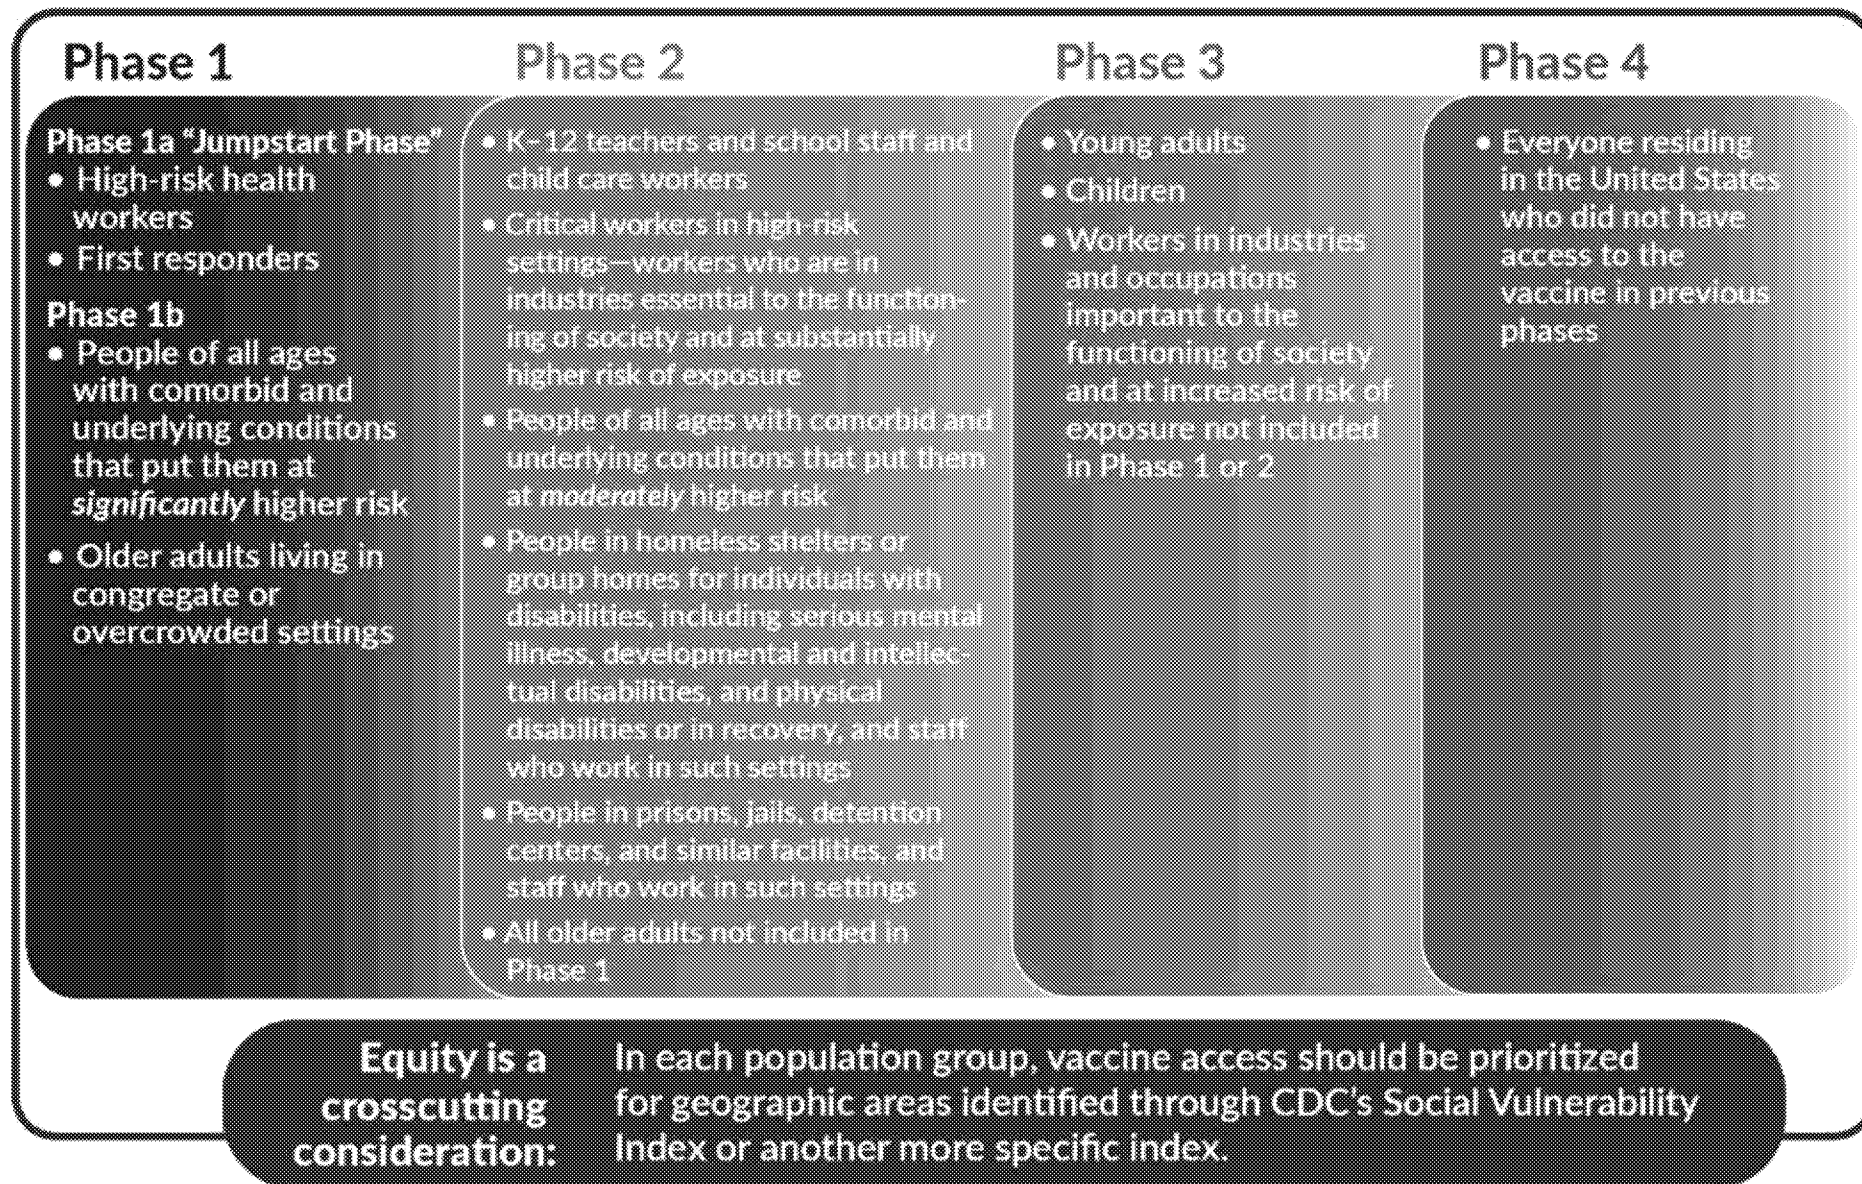 Phase 1
Phase 1a "Jumpstart Phase"
• High-risk health
workers
• First responders
Phase 1b
• People of all ages
with comorbid and
underlying conditions
that put them at
significantly higher risk
• Older adults living in
congregate or
overcrowded settings
Phase 2
• K–12 teachers and school staff and
child care workers
• Critical workers in high-risk
settings—workers who are in
industries essential to the function-
ing of society and at substantially
higher risk of exposure
• People of all ages with comorbid and
underlying conditions that put them
at moderately higher risk
• People in homeless shelters or
group homes for individuals with
disabilities, including serious mental
illness, developmental and intellec-
tual disabilities, and physical
disabilities or in recovery, and staff
who work in such settings
• People in prisons, jails, detention
centers, and similar facilities, and
staff who work in such settings
• All older adults not included in
Phase 1
Phase 3
• Young adults
• Children
• Workers in industries
and occupations
important to the
functioning of society
and at increased risk of
exposure not included
in Phase 1 or 2
Phase 4
• Everyone residing
in the United States
who did not have
access to the
vaccine in previous
phases
Equity is a
crosscutting
consideration:
In each population group, vaccine access should be prioritized
for geographic areas identified through CDC's Social Vulnerability
Index or another more specific index.